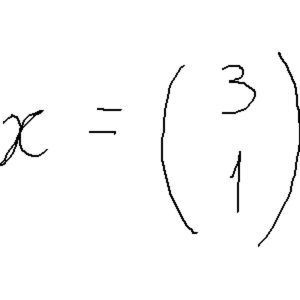 x = (3
1)